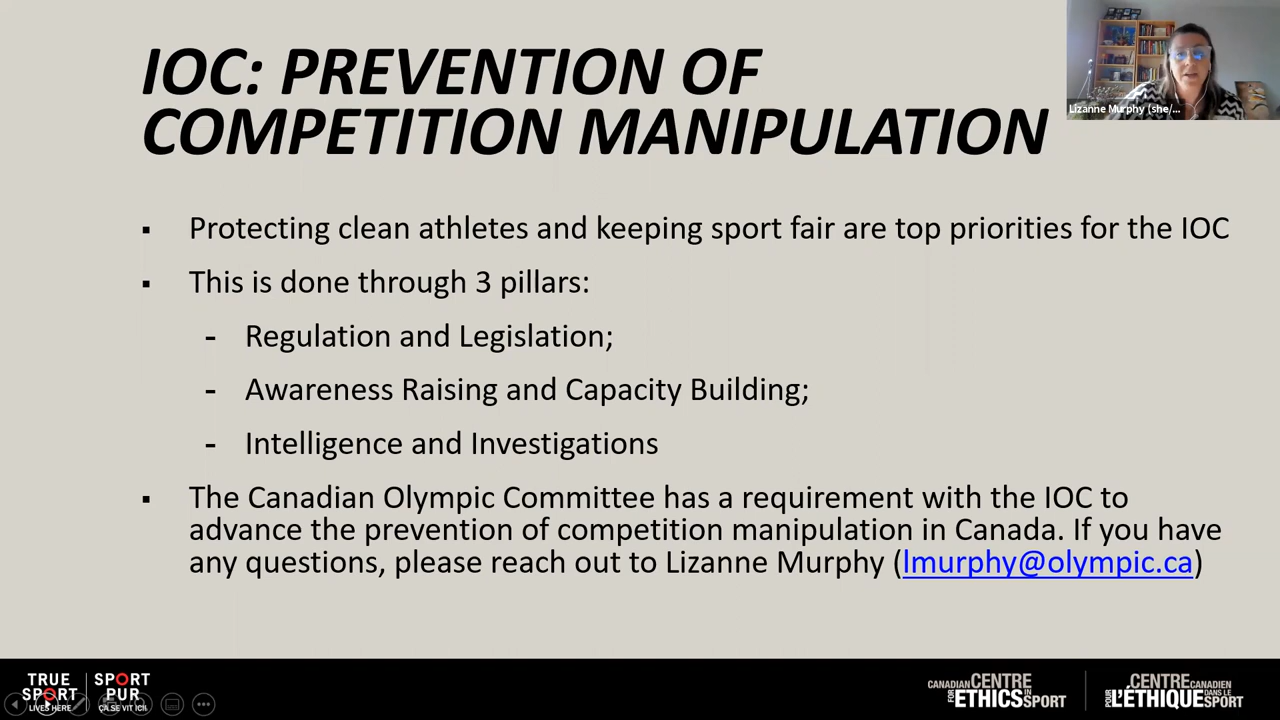 IOC: PREVENTION OF
COMPETITION MANIPULATION
Lizanne Murphy (she/...
▪ Protecting clean athletes and keeping sport fair are top priorities for the IOC
▪ This is done through 3 pillars:
- Regulation and Legislation;
- Awareness Raising and Capacity Building;
- Intelligence and Investigations
▪ The Canadian Olympic Committee has a requirement with the IOC to
advance the prevention of competition manipulation in Canada. If you have
any questions, please reach out to Lizanne Murphy (lmurphy@olympic.ca)
TRUE
SPORT
LIVES HERE
SPORT
PUR
ÇA SE VIT ICI.
CANADIAN CENTRE
FOR ETHICS IN SPORT
CENTRE CANADIEN
POUR L'ÉTHIQUE DANS LE SPORT